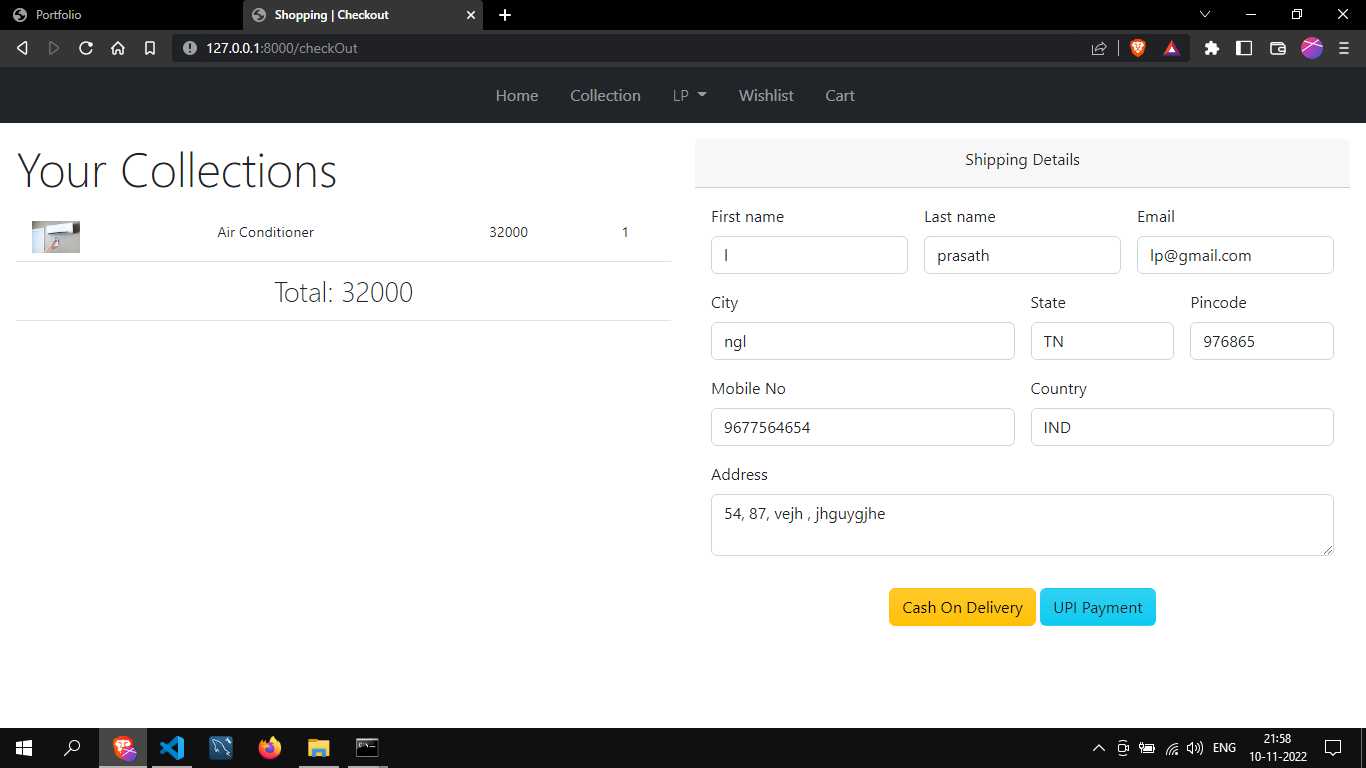 Portfolio
Shopping | Checkout
127.0.0.1:8000/checkOut
Home Collection LP Wishlist Cart
Your Collections
Air Conditioner 32000 1
Total: 32000
Shipping Details
First name Last name Email
l prasath lp@gmail.com
City State Pincode
ngl TN 976865
Mobile No Country
9677564654 IND
Address
54, 87, vejh , jhguygjhe
Cash On Delivery UPI Payment
ENG
21:58
10-11-2022